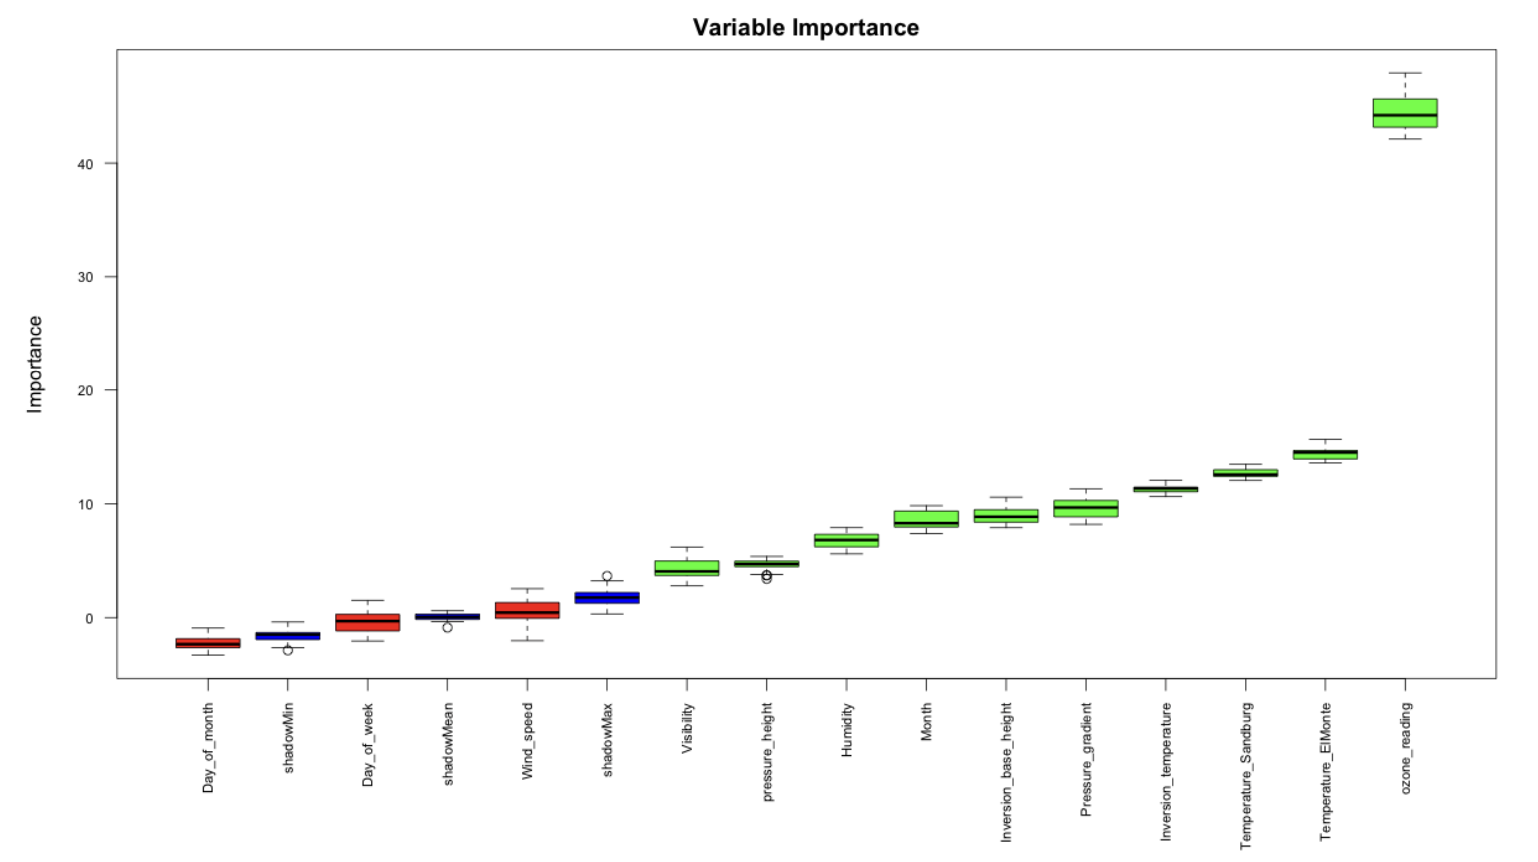 Variable Importance
Importance
40
30
20
10
0
Day_of_month
shadowMin
Day_of_week
shadowMean
Wind_speed
shadowMax
Visibility
pressure_height
Humidity
Month
Inversion_base_height
Pressure_gradient
Inversion_temperature
Temperature_Sandburg
Temperature_ElMonte
ozone_reading